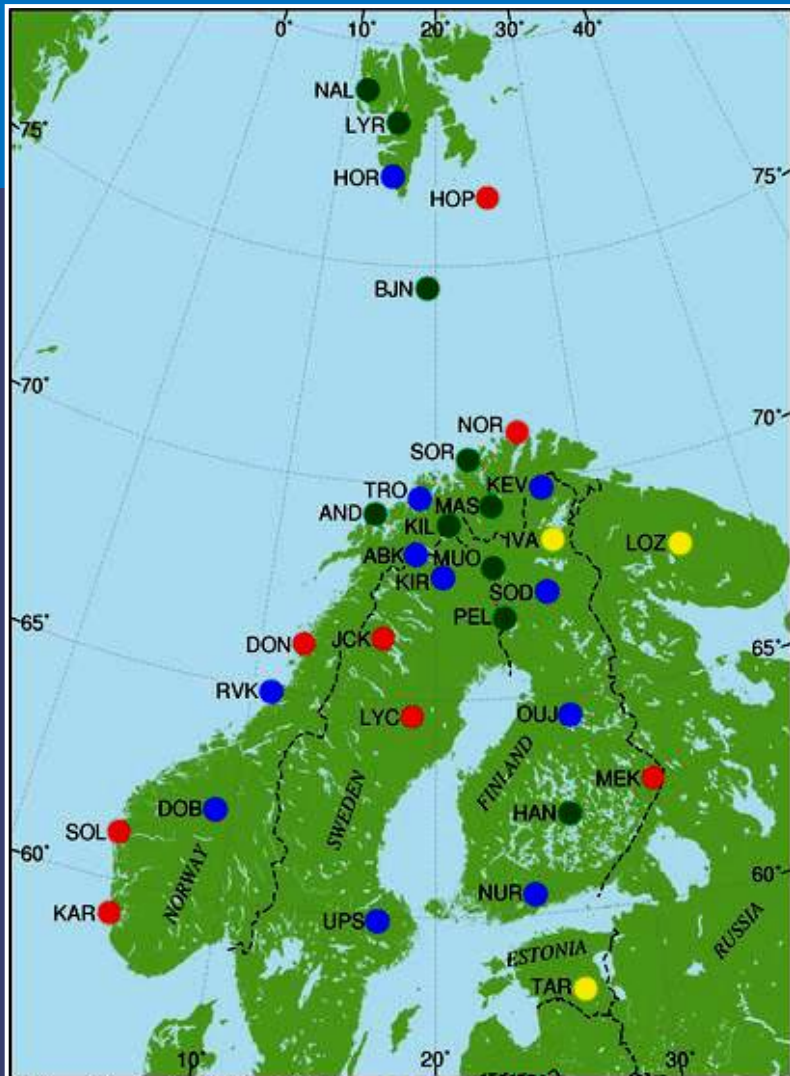 0° 10° 20° 30° 40°
NAL
75°
LYR
75°
HOR
HOP
BJN
70°
70°
NOR
SOR
KEV
TRO
MAS
AND
KIL
IVA
LOZ
ABK
MUO
KIR
SOD
PEL
65°
65°
DON
JCK
RVK
LYC
OUJ
FINLAND
MEK
SWEDEN
DOB
HAN
SOL
60°
60°
NORWAY
NUR
KAR
UPS
RUSSIA
ESTONIA
TAR
10° 20° 30°